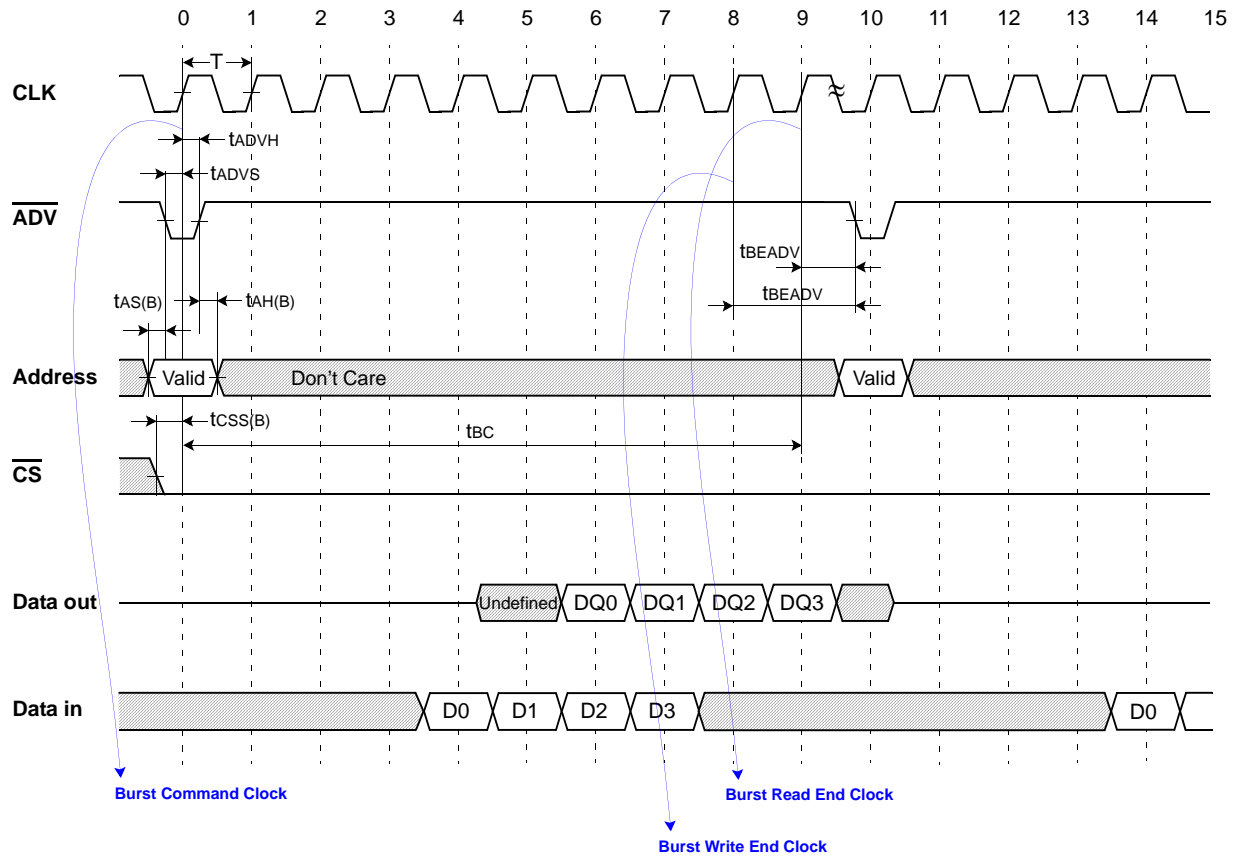 0 1 2 3 4 5 6 7 8 9 10 11 12 13 14 15
T
CLK
tADVH
tADVS
ADV
tBEADV
tBEADV
tAS(B) tAH(B)
Address Valid Don't Care Valid
tCSS(B)
tBC
CS
Data out Undefined DQ0 DQ1 DQ2 DQ3
Data in D0 D1 D2 D3 D0
Burst Command Clock
Burst Read End Clock
Burst Write End Clock